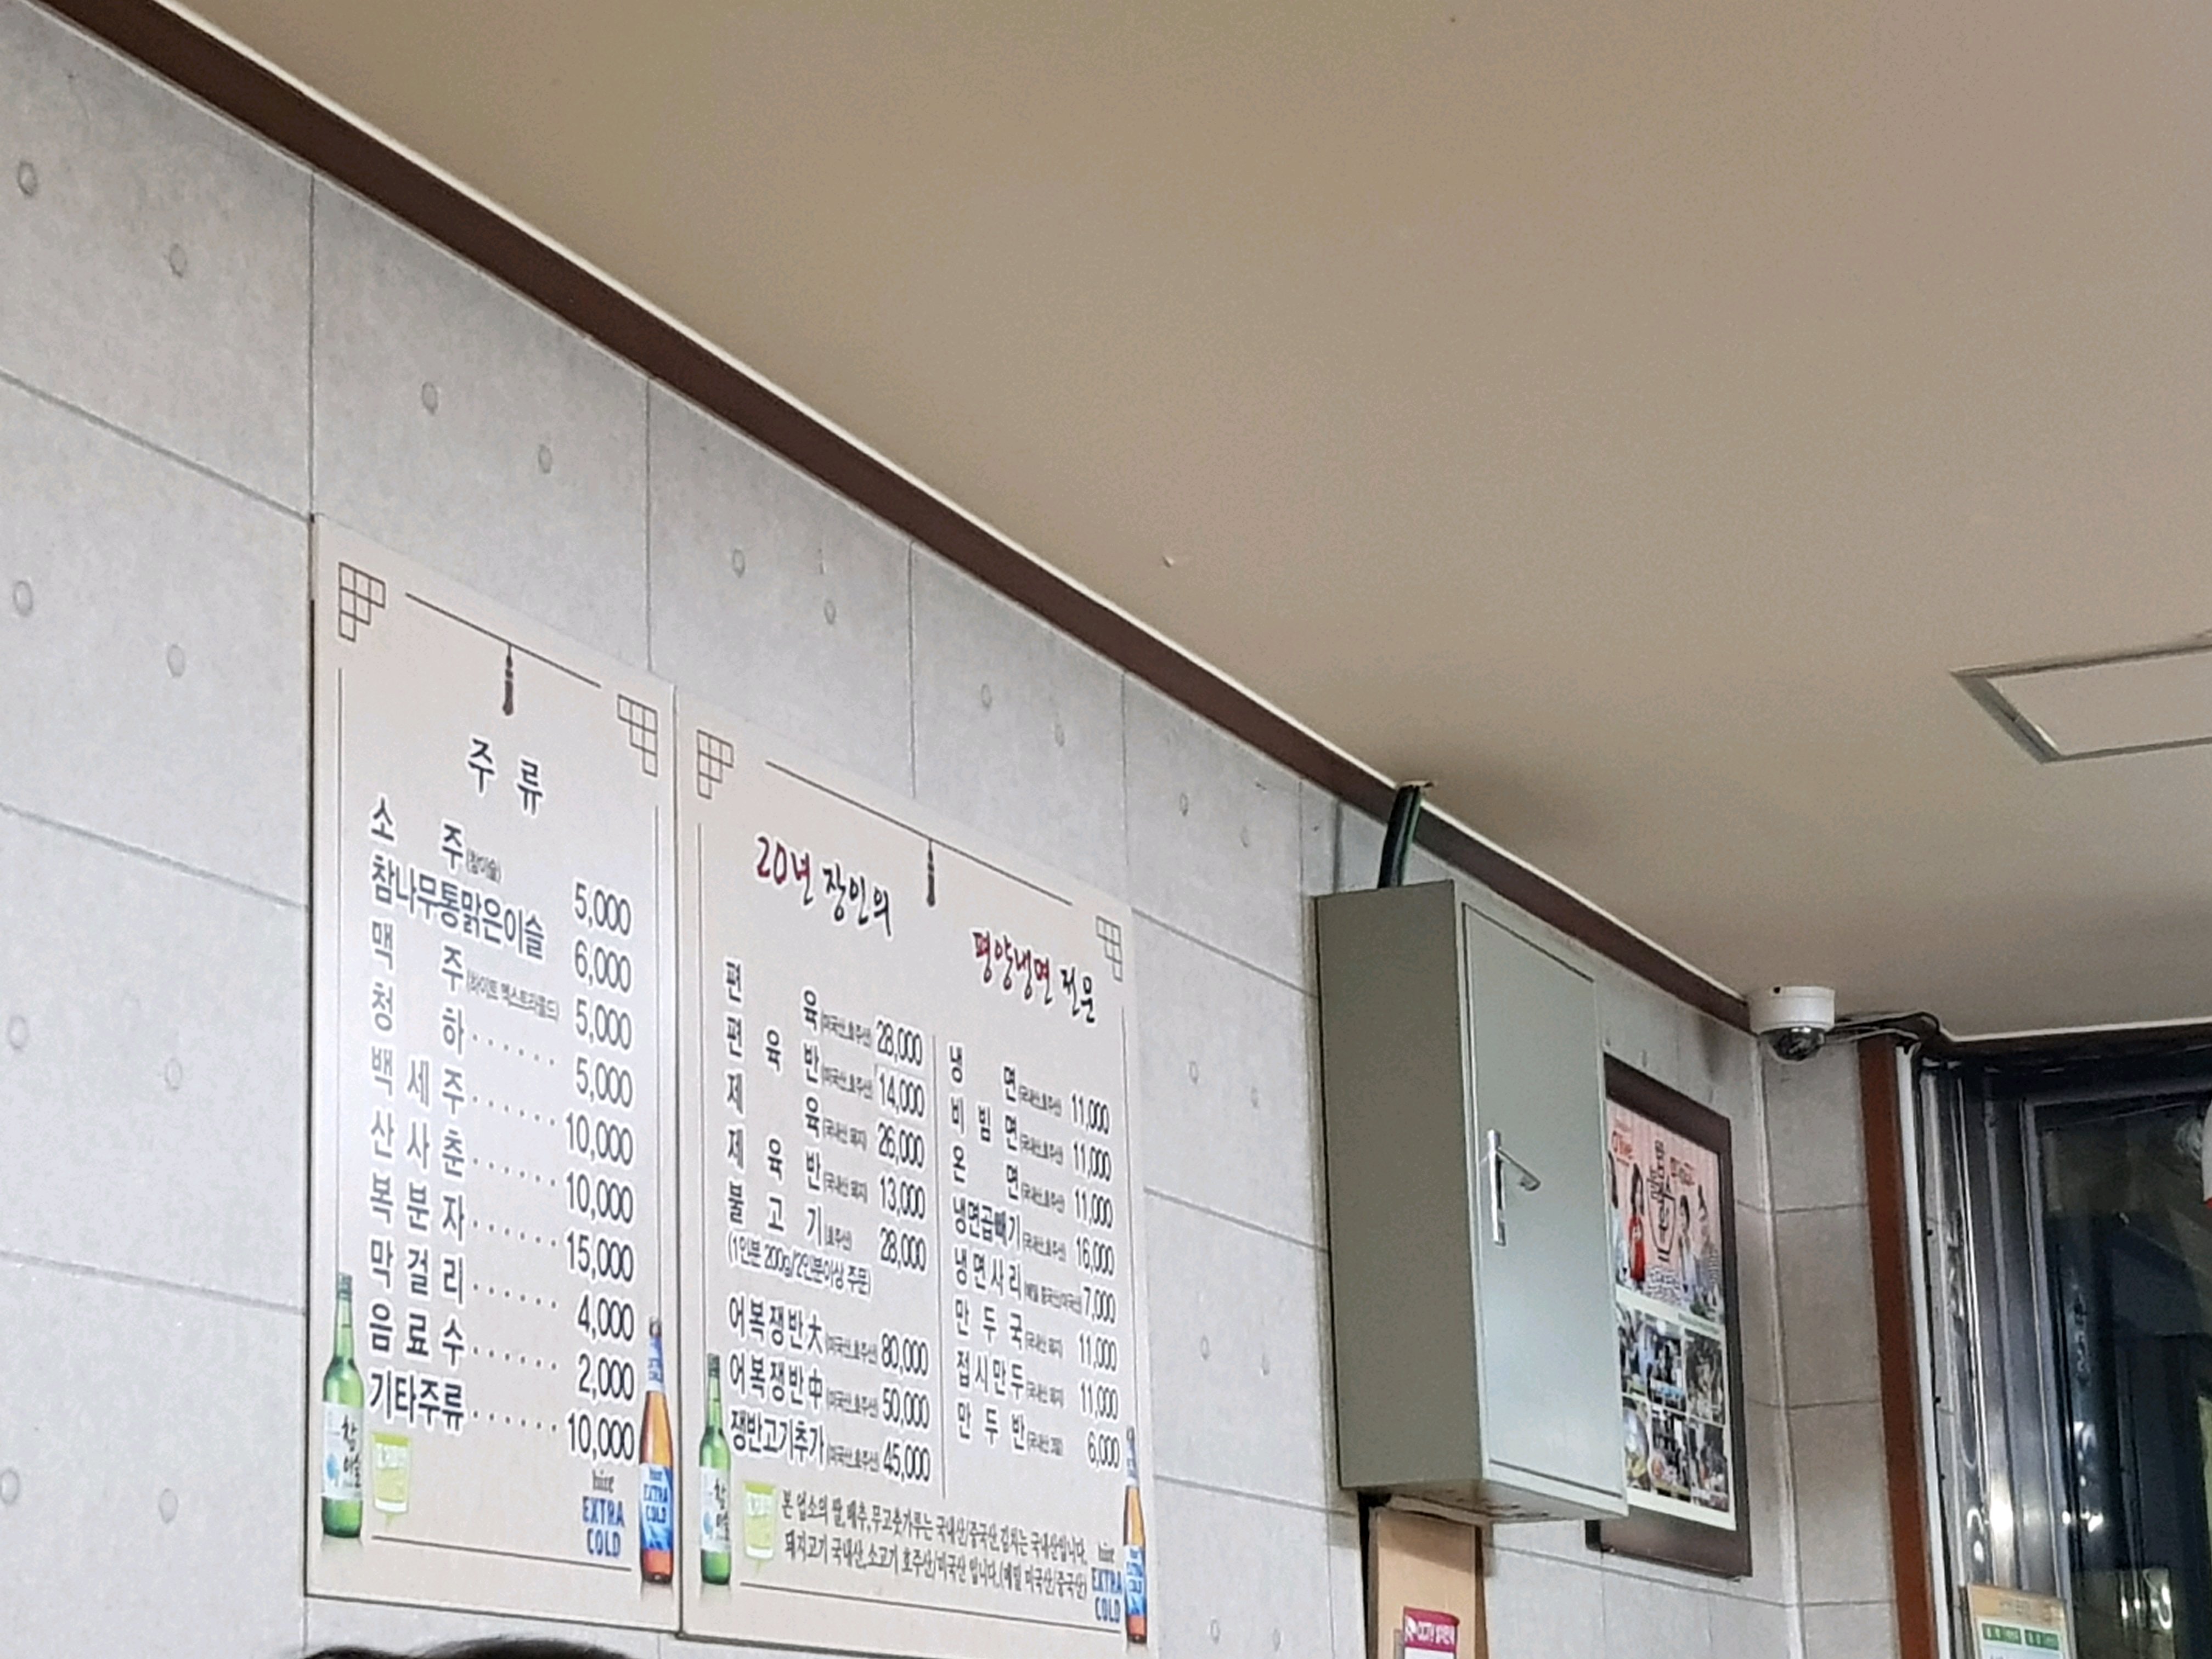 주 류
소 주 (참이슬) 5,000
참나무통맑은이슬 6,000
맥 주 (하이트 엑스트라콜드) 5,000
청 하 ...... 5,000
백 세 주 ...... 10,000
산 사 춘 ...... 10,000
복 분 자 ...... 15,000
막 걸 리 ...... 4,000
음 료 수 ...... 2,000
기타주류 ...... 10,000
참이슬
hite
EXTRA
COLD
EXTRA
COLD
20년 장인의
평양냉면 전문
편 육 (미국산,호주산) 28,000
편 육 반 (미국산,호주산) 14,000
제 육 (국내산 돼지) 26,000
제 육 반 (국내산 돼지) 13,000
불 고 기 (호주산) 28,000
(1인분 200g/2인분이상 주문)
어복쟁반大 (미국산,호주산) 80,000
어복쟁반中 (미국산,호주산) 50,000
쟁반고기추가 (미국산,호주산) 45,000
냉 면 (국내산,호주산) 11,000
비 빔 면 (국내산,호주산) 11,000
온 면 (국내산,호주산) 11,000
냉면곱빼기 (국내산,호주산) 16,000
냉면사리 (메밀 중국산/미국산) 7,000
만 두 국 (국내산 돼지) 11,000
접시만두 (국내산 돼지) 11,000
만 두 반 (국내산 돼지) 6,000
본 업소의 쌀,배추,무고춧가루는 국내산/중국산,김치는 국내산입니다.
돼지고기 국내산,소고기 호주산/미국산 입니다.(메밀 미국산/중국산)
hite
EXTRA
COLD
CCTV